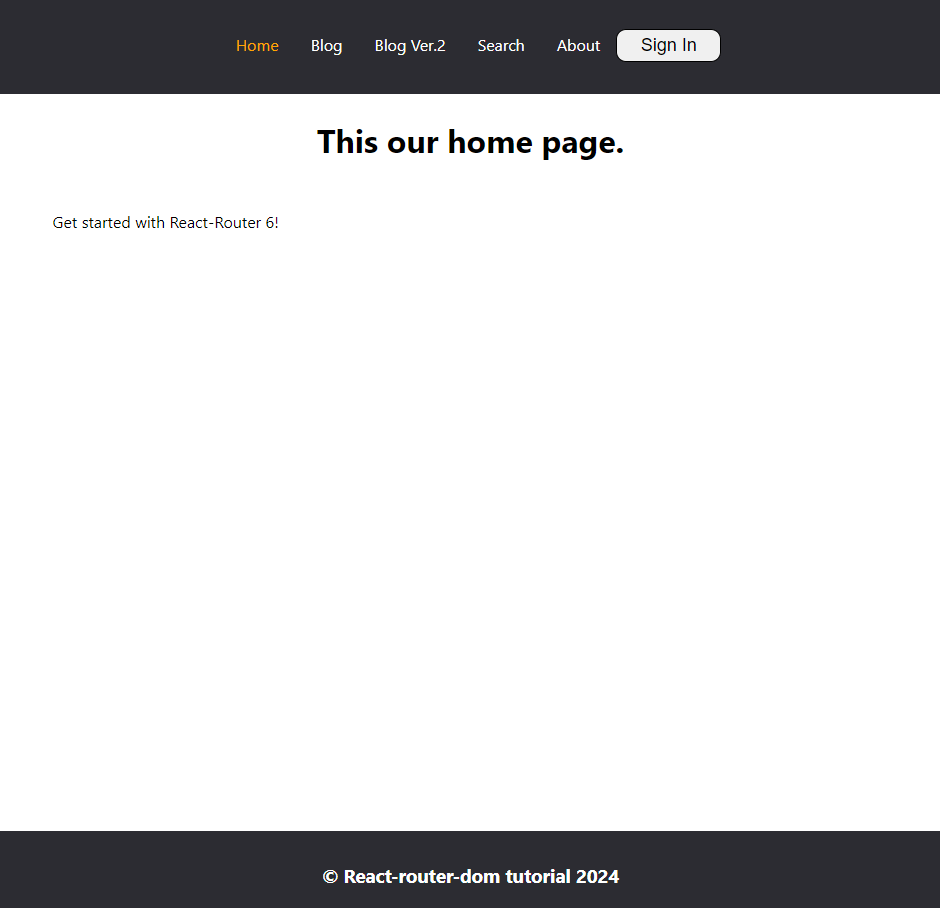 Home Blog Blog Ver.2 Search About Sign In
This our home page.
Get started with React-Router 6!
© React-router-dom tutorial 2024